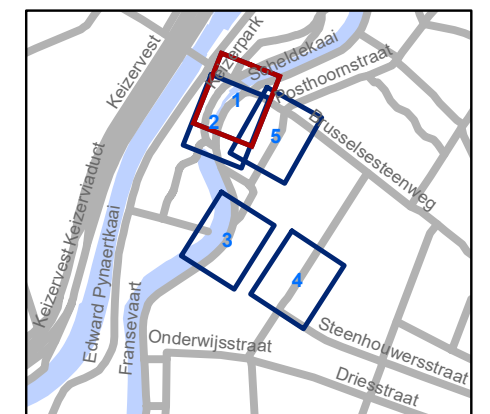 Keizervest
Keizerpark
Scheldekaai
Posthoornstraat
1
2
5
Brusselsesteenweg
Keizervest Keizerviaduct
Edward Pynaertkaai
3
4
Fransevaart
Onderwijsstraat
Steenhouwersstraat
Driesstraat